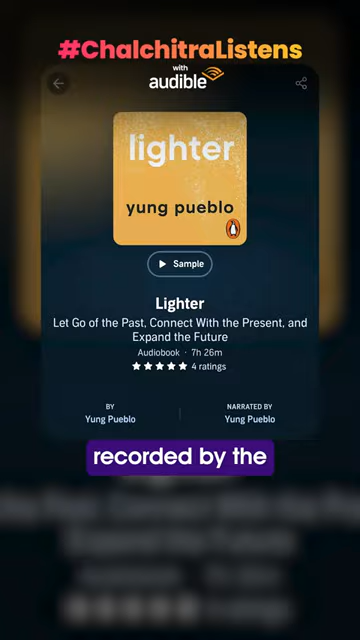 #ChalchitraListens
with
audible
lighter
yung pueblo
Sample
Lighter
Let Go of the Past, Connect With the Present, and
Expand the Future
Audiobook · 7h 26m
4 ratings
BY
Yung Pueblo
NARRATED BY
Yung Pueblo
recorded by the